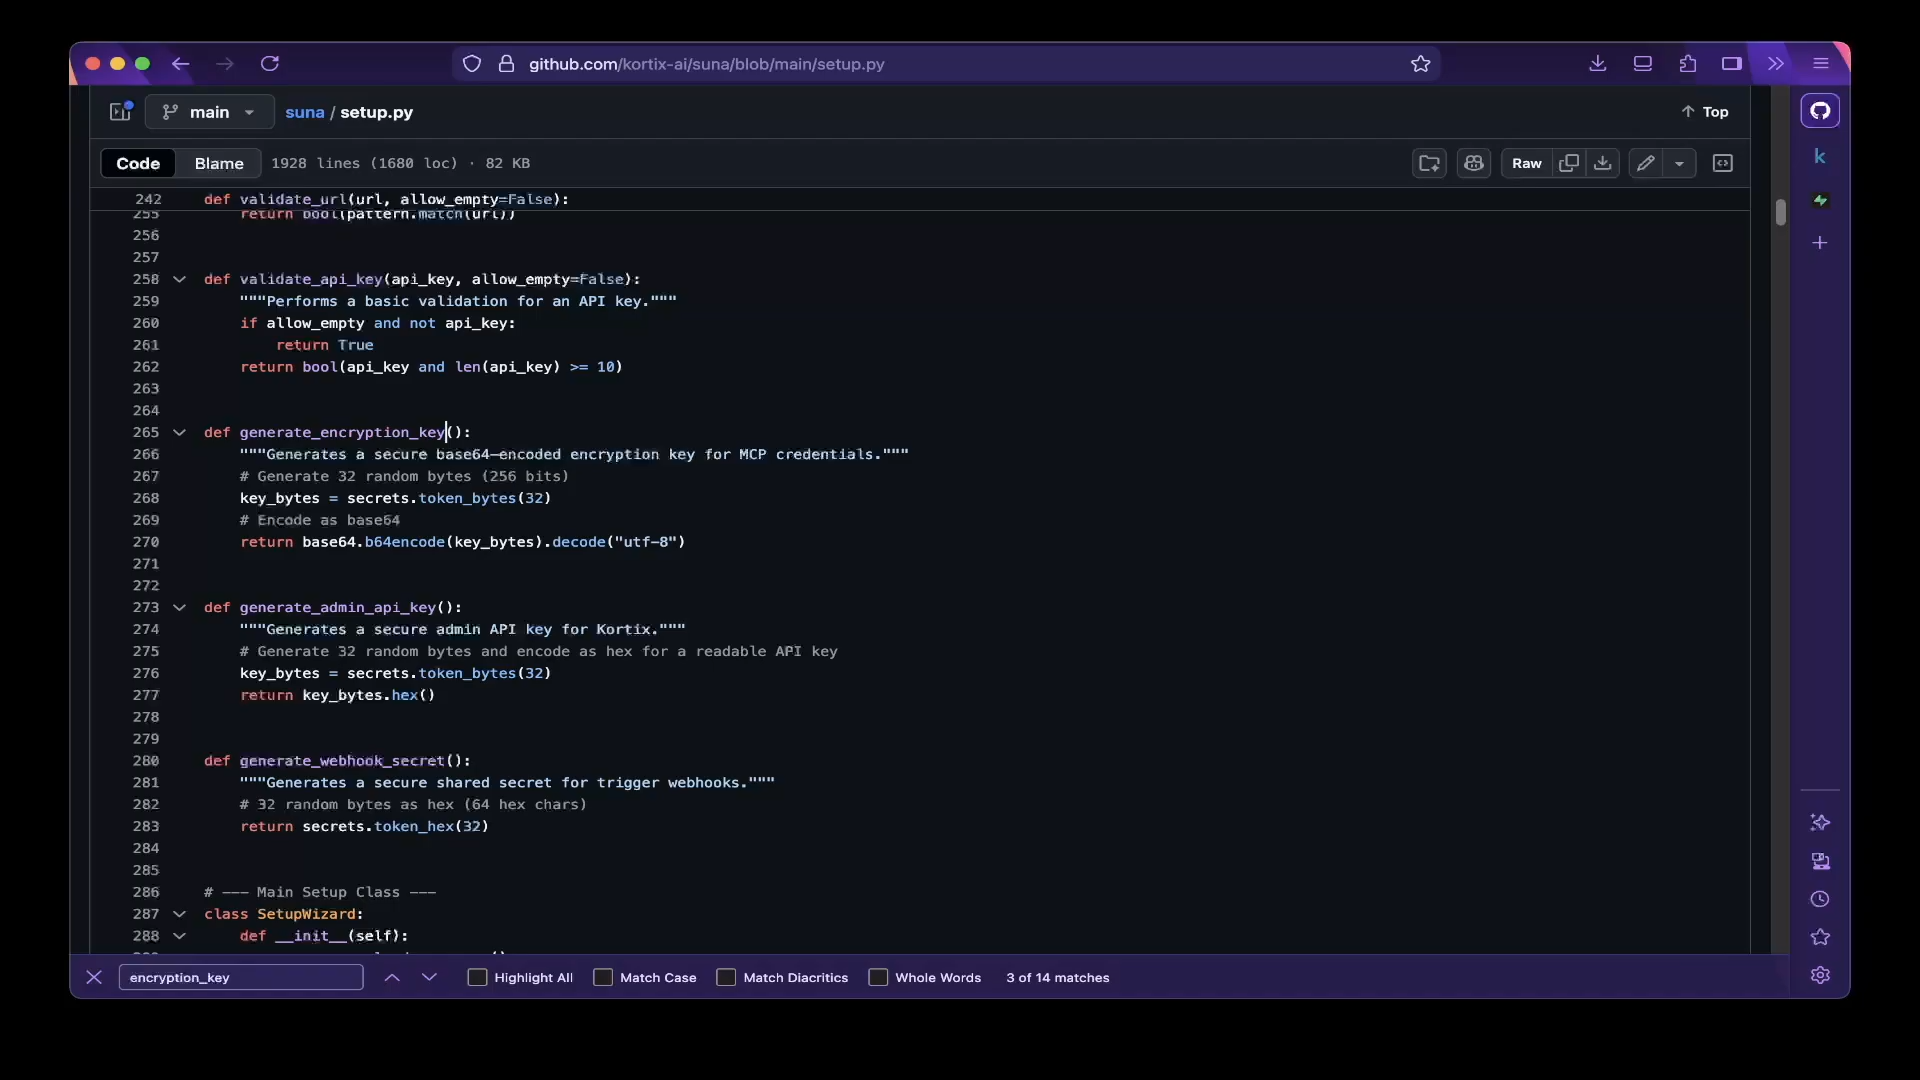 github.com/kortix-ai/suna/blob/main/setup.py
main
suna / setup.py
Top
Code
Blame
1928 lines (1680 loc) · 82 KB
Raw
242 def validate_url(url, allow_empty=False):
255 return bool(pattern.match(url))
256
257
258 def validate_api_key(api_key, allow_empty=False):
259 """Performs a basic validation for an API key."""
260 if allow_empty and not api_key:
261 return True
262 return bool(api_key and len(api_key) >= 10)
263
264
265 def generate_encryption_key():
266 """Generates a secure base64-encoded encryption key for MCP credentials."""
267 # Generate 32 random bytes (256 bits)
268 key_bytes = secrets.token_bytes(32)
269 # Encode as base64
270 return base64.b64encode(key_bytes).decode("utf-8")
271
272
273 def generate_admin_api_key():
274 """Generates a secure admin API key for Kortix."""
275 # Generate 32 random bytes and encode as hex for a readable API key
276 key_bytes = secrets.token_bytes(32)
277 return key_bytes.hex()
278
279
280 def generate_webhook_secret():
281 """Generates a secure shared secret for trigger webhooks."""
282 # 32 random bytes as hex (64 hex chars)
283 return secrets.token_hex(32)
284
285
286 # --- Main Setup Class ---
287 class SetupWizard:
288 def __init__(self):
encryption_key
Highlight All
Match Case
Match Diacritics
Whole Words
3 of 14 matches
k